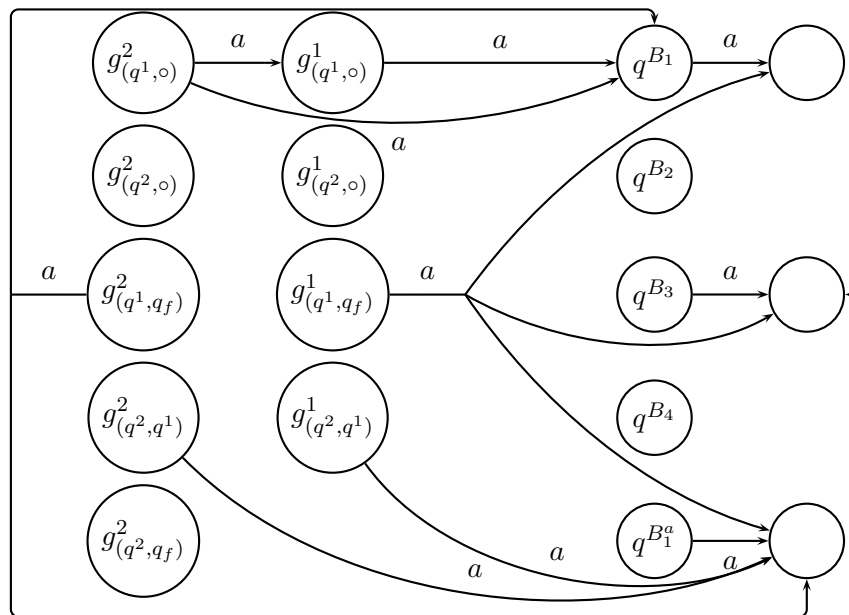 g^2_{(q^1,∘)} a g^1_{(q^1,∘)} a q^{B_1} a
a
g^2_{(q^2,∘)} g^1_{(q^2,∘)} q^{B_2}
a g^2_{(q^1,q_f)} g^1_{(q^1,q_f)} a q^{B_3} a
g^2_{(q^2,q^1)} g^1_{(q^2,q^1)} q^{B_4}
g^2_{(q^2,q_f)} q^{B^a_1}
a a a